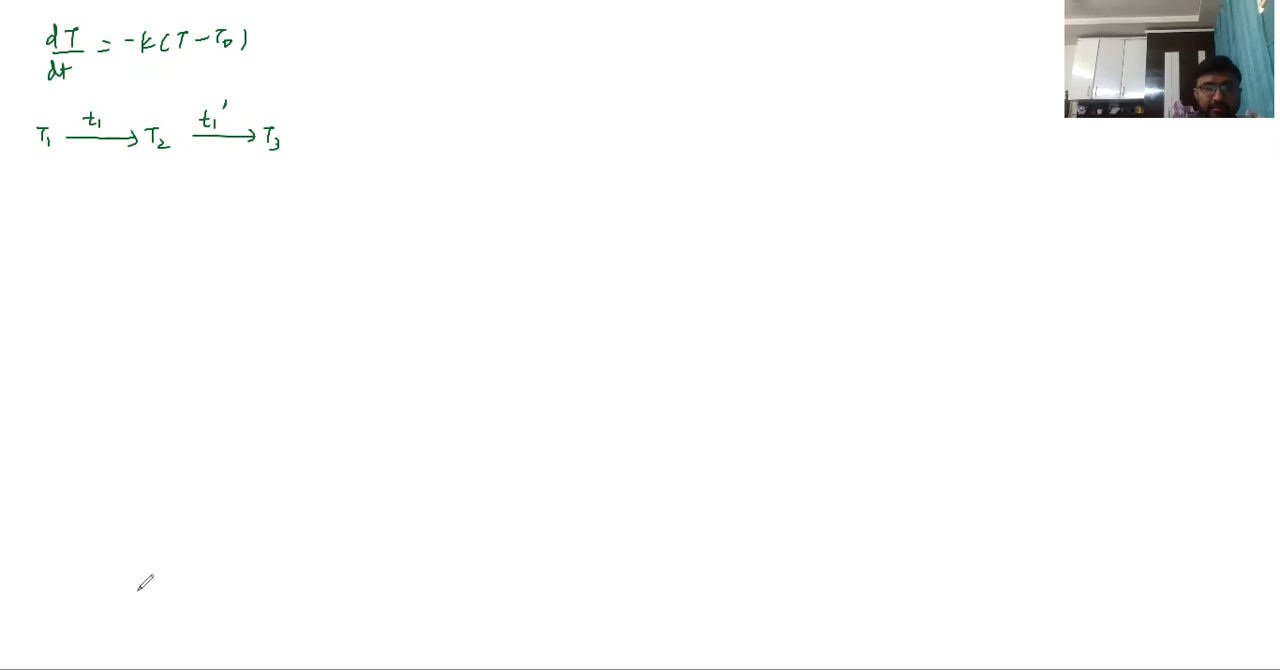 dT/dt = -k(T - T₀)
T₁ —t₁→ T₂ —t₁'→ T₃